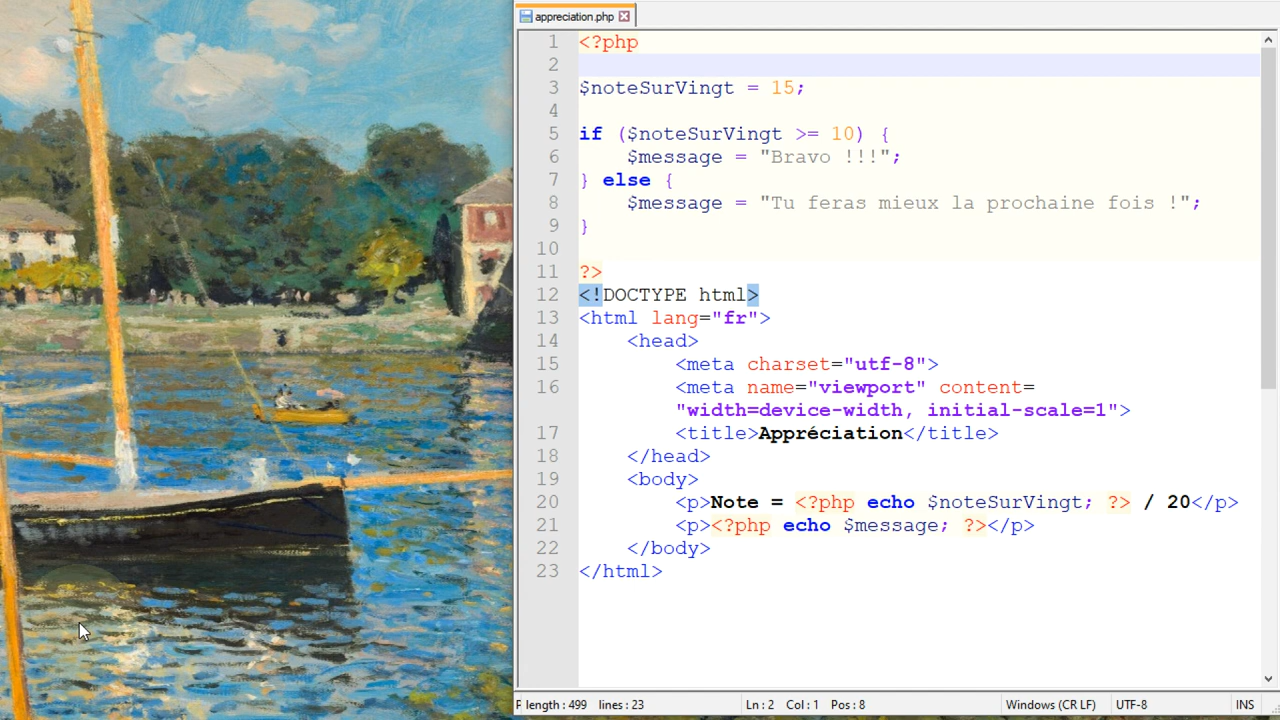 appreciation.php
1 <?php
2
3 $noteSurVingt = 15;
4
5 if ($noteSurVingt >= 10) {
6 $message = "Bravo !!!";
7 } else {
8 $message = "Tu feras mieux la prochaine fois !";
9 }
10
11 ?>
12 <!DOCTYPE html>
13 <html lang="fr">
14 <head>
15 <meta charset="utf-8">
16 <meta name="viewport" content=
"width=device-width, initial-scale=1">
17 <title>Appréciation</title>
18 </head>
19 <body>
20 <p>Note = <?php echo $noteSurVingt; ?> / 20</p>
21 <p><?php echo $message; ?></p>
22 </body>
23 </html>
P length : 499 lines : 23 Ln : 2 Col : 1 Pos : 8 Windows (CR LF) UTF-8 INS